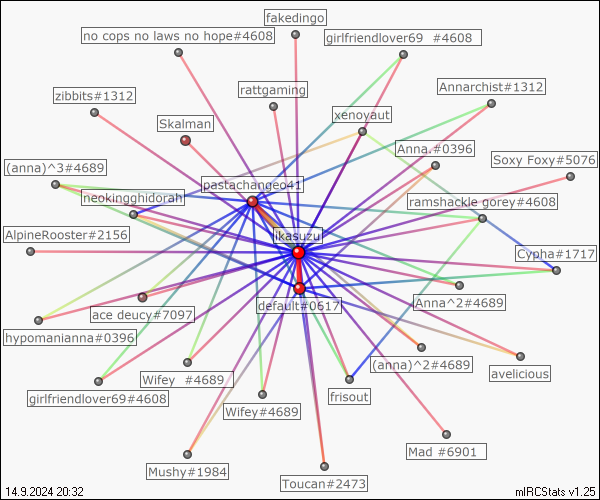 fakedingo
no cops no laws no hope#4608
girlfriendlover69 #4608
rattgaming
Annarchist#1312
zibbits#1312
xenoyaut
Skalman
Anna.#0396
Soxy Foxy#5076
(anna)^3#4689
pastachangeo41
neokingghidorah
ramshackle gorey#4608
AlpineRooster#2156
ikasuzu
Cypha#1717
Anna^2#4689
default#0617
ace deucy#7097
hypomanianna#0396
(anna)^2#4689
avelicious
Wifey #4689
girlfriendlover69#4608
frisout
Wifey#4689
Mad #6901
Mushy#1984
Toucan#2473
14.9.2024 20:32
mIRCStats v1.25